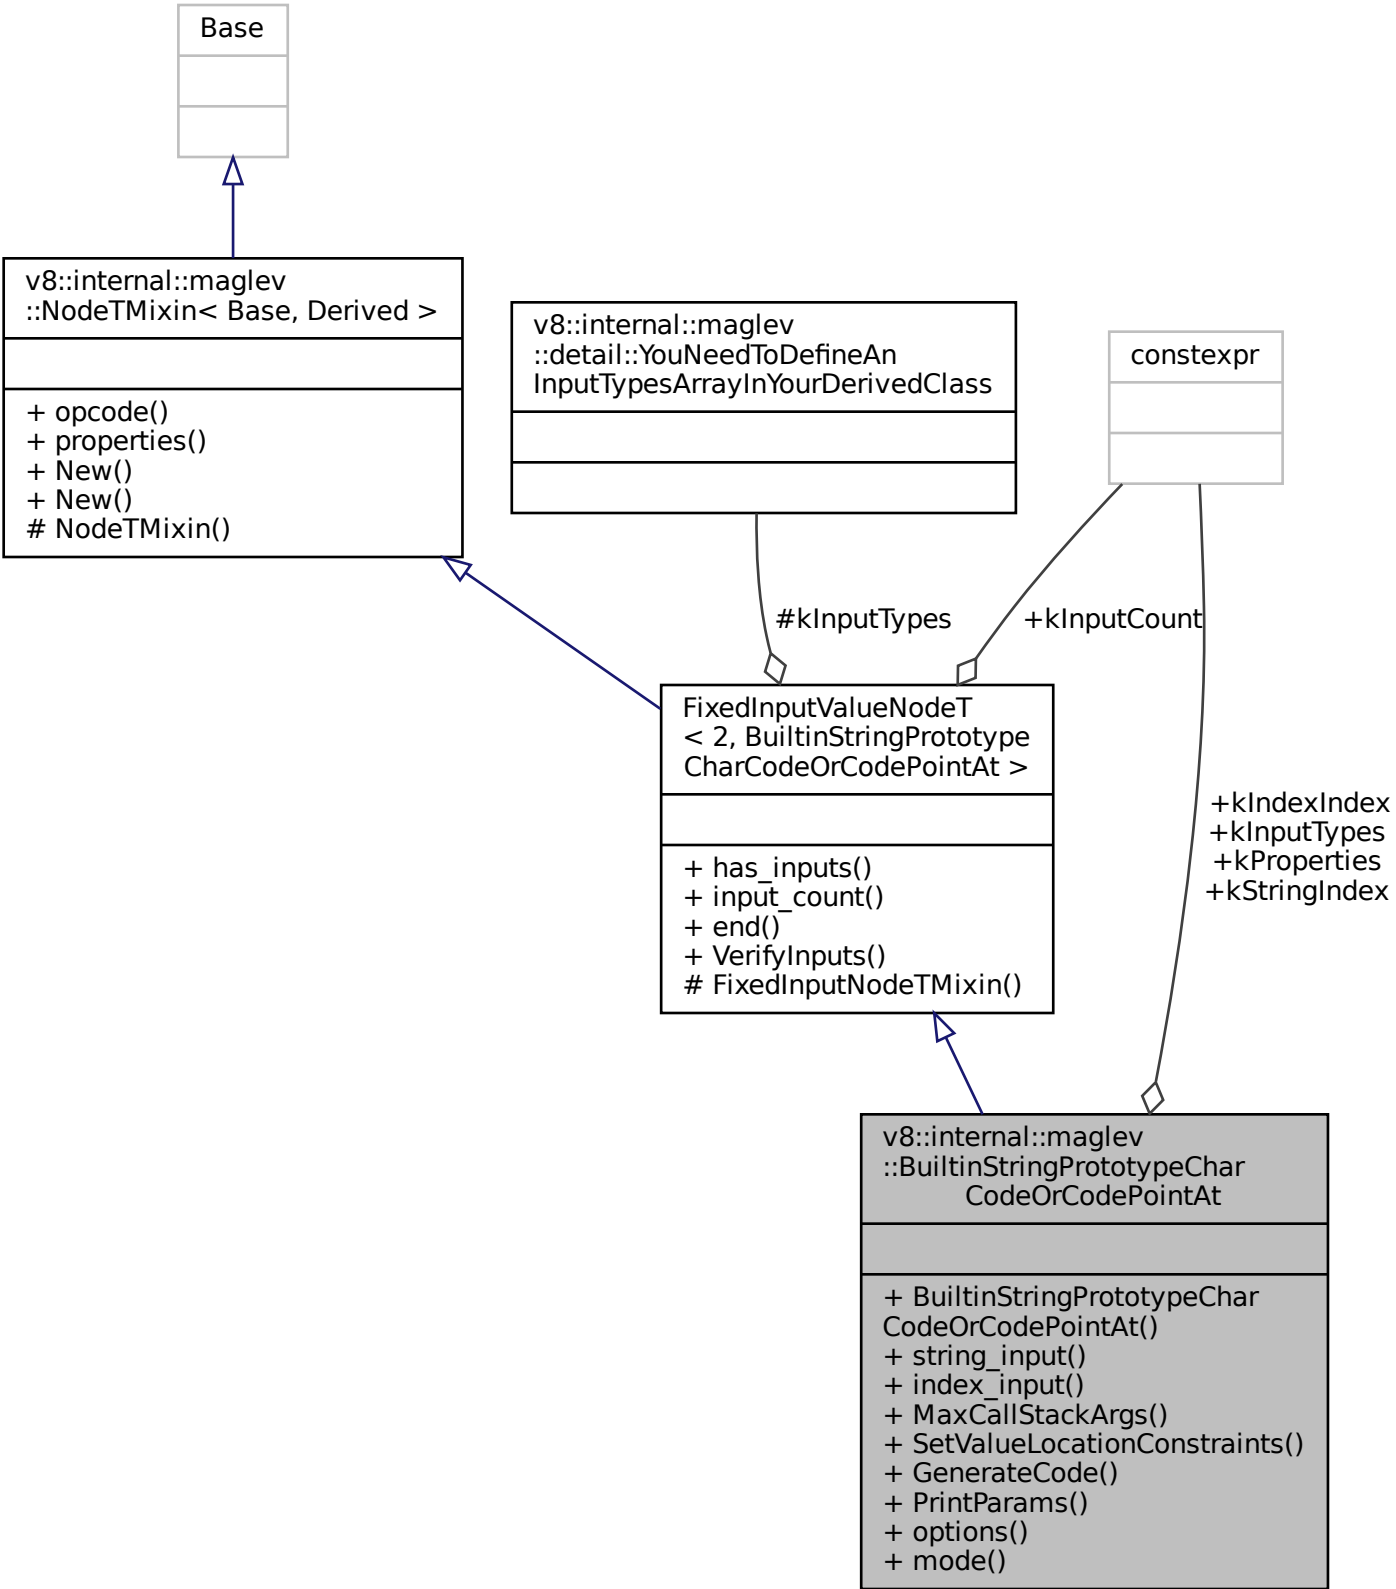 Base
v8::internal::maglev
::NodeTMixin< Base, Derived >
+ opcode()
+ properties()
+ New()
+ New()
# NodeTMixin()
v8::internal::maglev
::detail::YouNeedToDefineAn
InputTypesArrayInYourDerivedClass
constexpr
#kInputTypes
+kInputCount
FixedInputValueNodeT
< 2, BuiltinStringPrototype
CharCodeOrCodePointAt >
+ has_inputs()
+ input_count()
+ end()
+ VerifyInputs()
# FixedInputNodeTMixin()
+kIndexIndex
+kInputTypes
+kProperties
+kStringIndex
v8::internal::maglev
::BuiltinStringPrototypeChar
CodeOrCodePointAt
+ BuiltinStringPrototypeChar
CodeOrCodePointAt()
+ string_input()
+ index_input()
+ MaxCallStackArgs()
+ SetValueLocationConstraints()
+ GenerateCode()
+ PrintParams()
+ options()
+ mode()